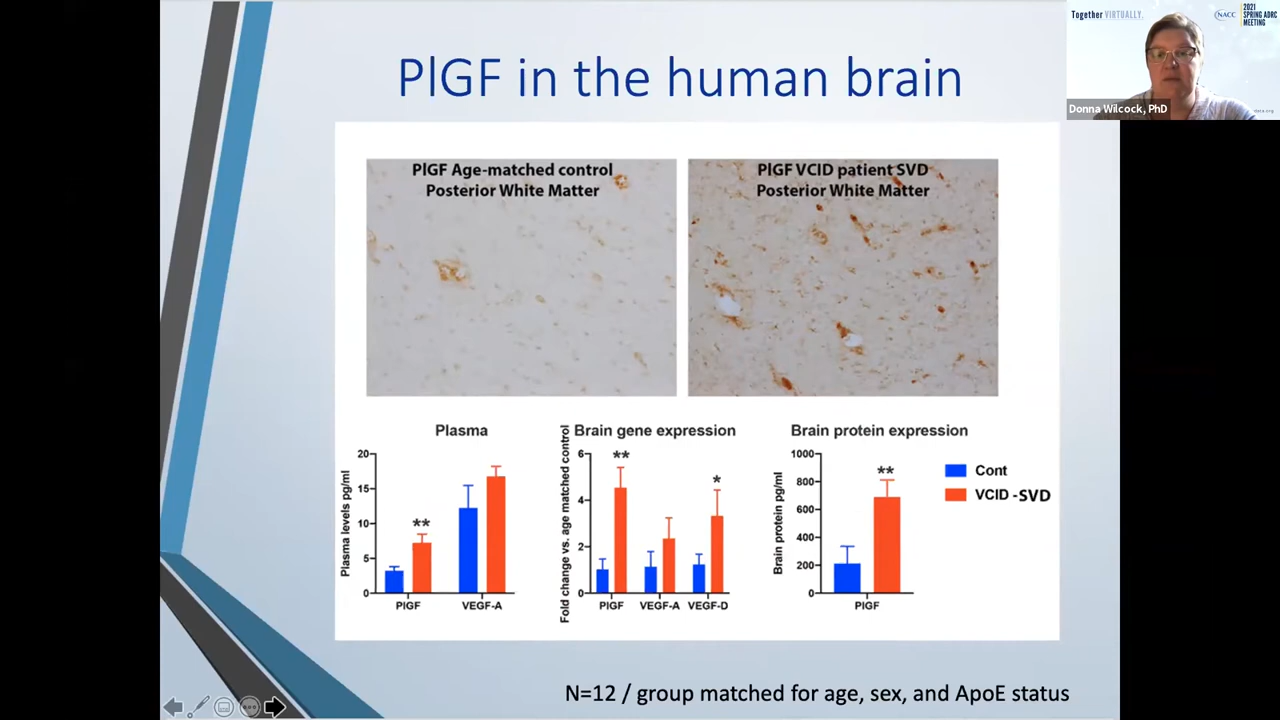 Together VIRTUALLY.
NACC
2021
SPRING ADRC
MEETING
Donna Wilcock, PhD
PlGF in the human brain
PlGF Age-matched control
Posterior White Matter
PlGF VCID patient SVD
Posterior White Matter
Plasma
Plasma levels pg/ml
20
15
10
5
0
**
PlGF
VEGF-A
Brain gene expression
Fold change vs. age matched control
6
4
2
0
**
*
PlGF
VEGF-A
VEGF-D
Brain protein expression
Brain protein pg/ml
1000
800
600
400
200
0
**
PlGF
Cont
VCID -SVD
N=12 / group matched for age, sex, and ApoE status